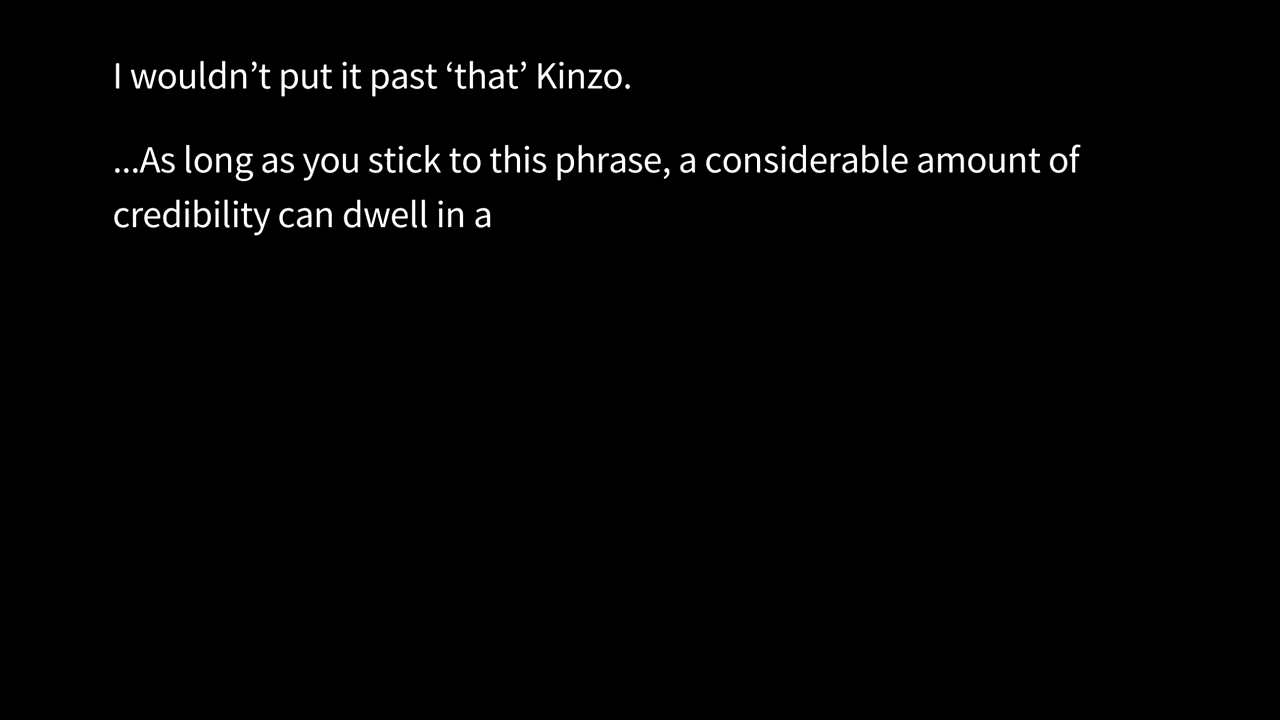 I wouldn’t put it past ‘that’ Kinzo.
...As long as you stick to this phrase, a considerable amount of
credibility can dwell in a